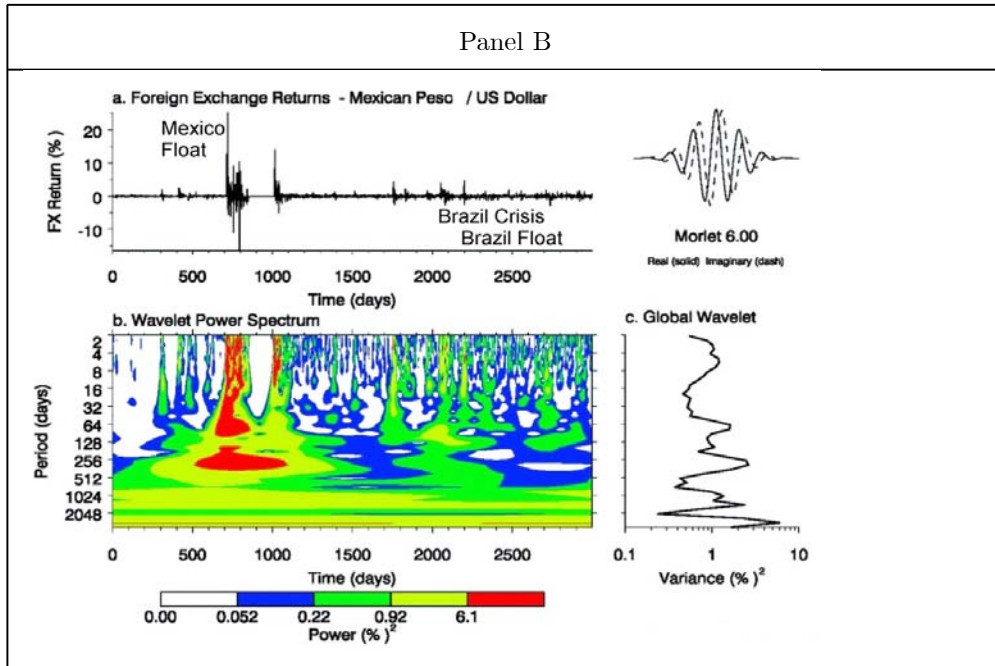 Panel B
a. Foreign Exchange Returns - Mexican Peso / US Dollar
FX Return (%)
20
10
0
-10
Mexico
Float
Brazil Crisis
Brazil Float
0 500 1000 1500 2000 2500
Time (days)
Morlet 6.00
Real (solid) Imaginary (dash)
b. Wavelet Power Spectrum
Period (days)
2
4
8
16
32
64
128
256
512
1024
2048
0 500 1000 1500 2000 2500
Time (days)
0.00 0.052 0.22 0.92 6.1
Power (%)²
c. Global Wavelet
0.1 1 10
Variance (%)²